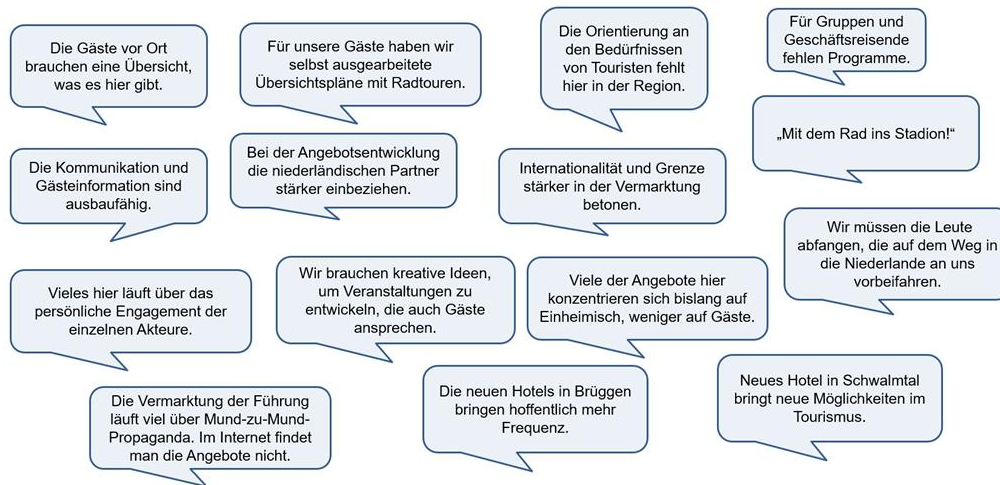 Die Gäste vor Ort
brauchen eine Übersicht,
was es hier gibt.
Für unsere Gäste haben wir
selbst ausgearbeitete
Übersichtspläne mit Radtouren.
Die Orientierung an
den Bedürfnissen
von Touristen fehlt
hier in der Region.
Für Gruppen und
Geschäftsreisende
fehlen Programme.
„Mit dem Rad ins Stadion!“
Die Kommunikation und
Gästeinformation sind
ausbaufähig.
Bei der Angebotsentwicklung
die niederländischen Partner
stärker einbeziehen.
Internationalität und Grenze
stärker in der Vermarktung
betonen.
Wir müssen die Leute
abfangen, die auf dem Weg in
die Niederlande an uns
vorbeifahren.
Vieles hier läuft über das
persönliche Engagement der
einzelnen Akteure.
Wir brauchen kreative Ideen,
um Veranstaltungen zu
entwickeln, die auch Gäste
ansprechen.
Viele der Angebote hier
konzentrieren sich bislang auf
Einheimisch, weniger auf Gäste.
Die Vermarktung der Führung
läuft viel über Mund-zu-Mund-
Propaganda. Im Internet findet
man die Angebote nicht.
Die neuen Hotels in Brüggen
bringen hoffentlich mehr
Frequenz.
Neues Hotel in Schwalmtal
bringt neue Möglichkeiten im
Tourismus.